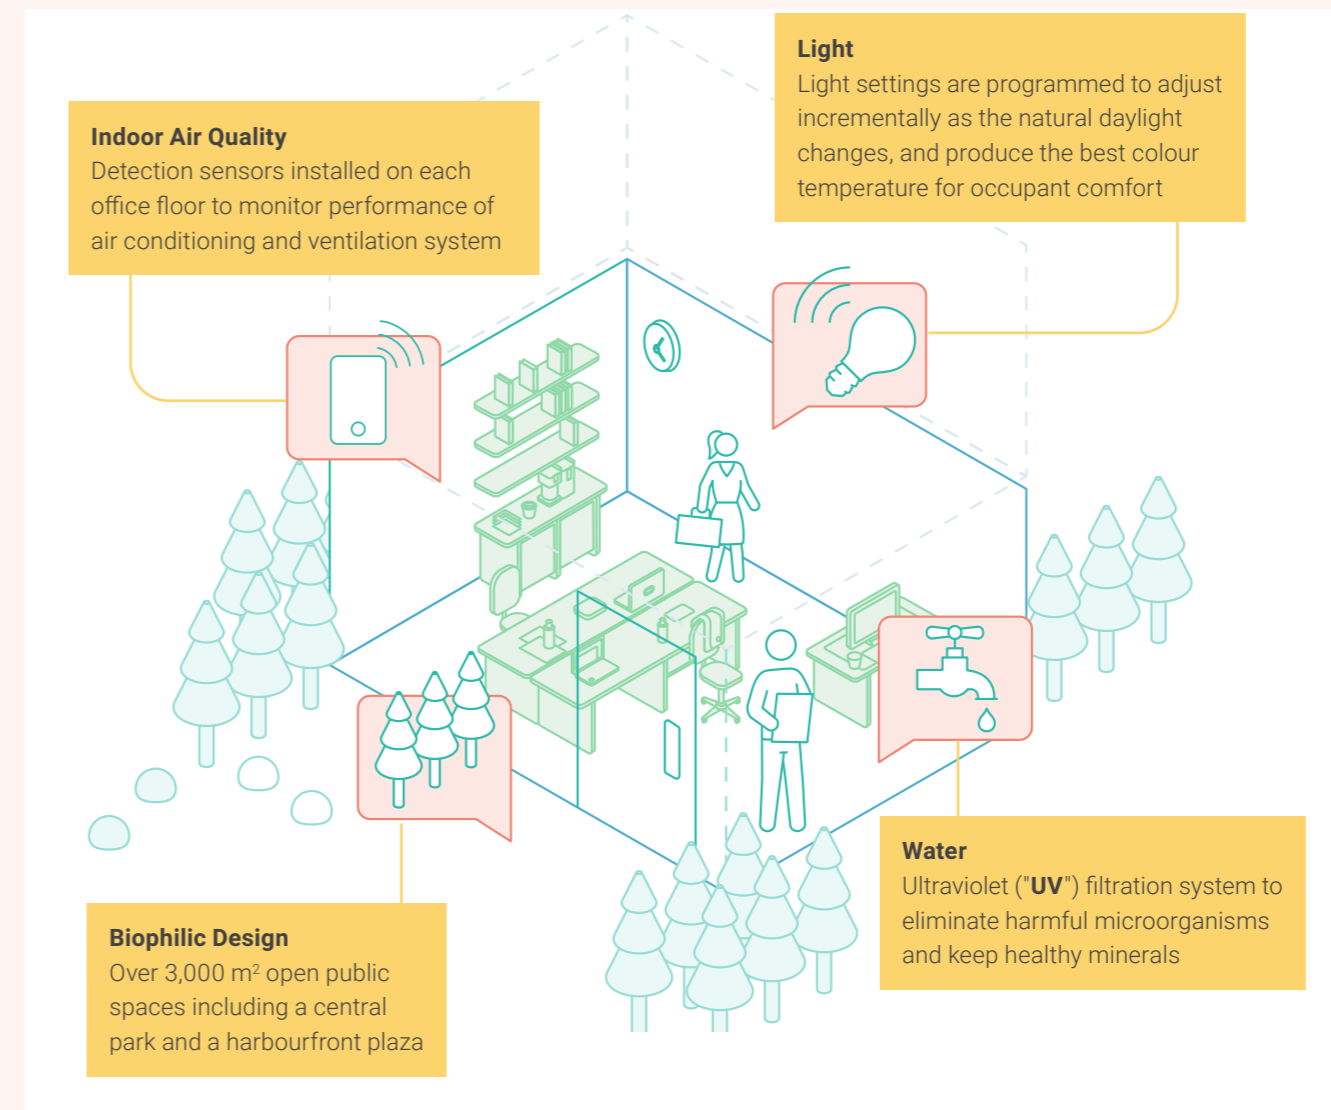 Light
Light settings are programmed to adjust
incrementally as the natural daylight
changes, and produce the best colour
temperature for occupant comfort
Indoor Air Quality
Detection sensors installed on each
office floor to monitor performance of
air conditioning and ventilation system
Water
Ultraviolet ("UV") filtration system to
eliminate harmful microorganisms
and keep healthy minerals
Biophilic Design
Over 3,000 m² open public
spaces including a central
park and a harbourfront plaza